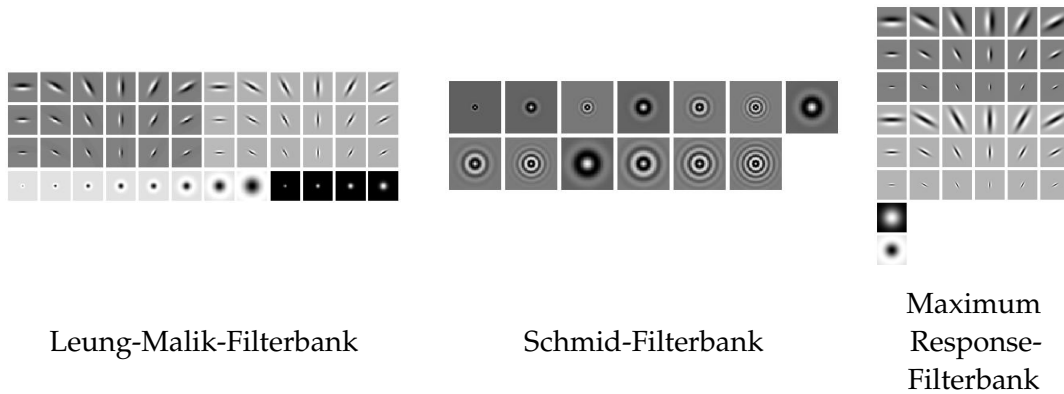 Leung-Malik-Filterbank
Schmid-Filterbank
Maximum
Response-
Filterbank